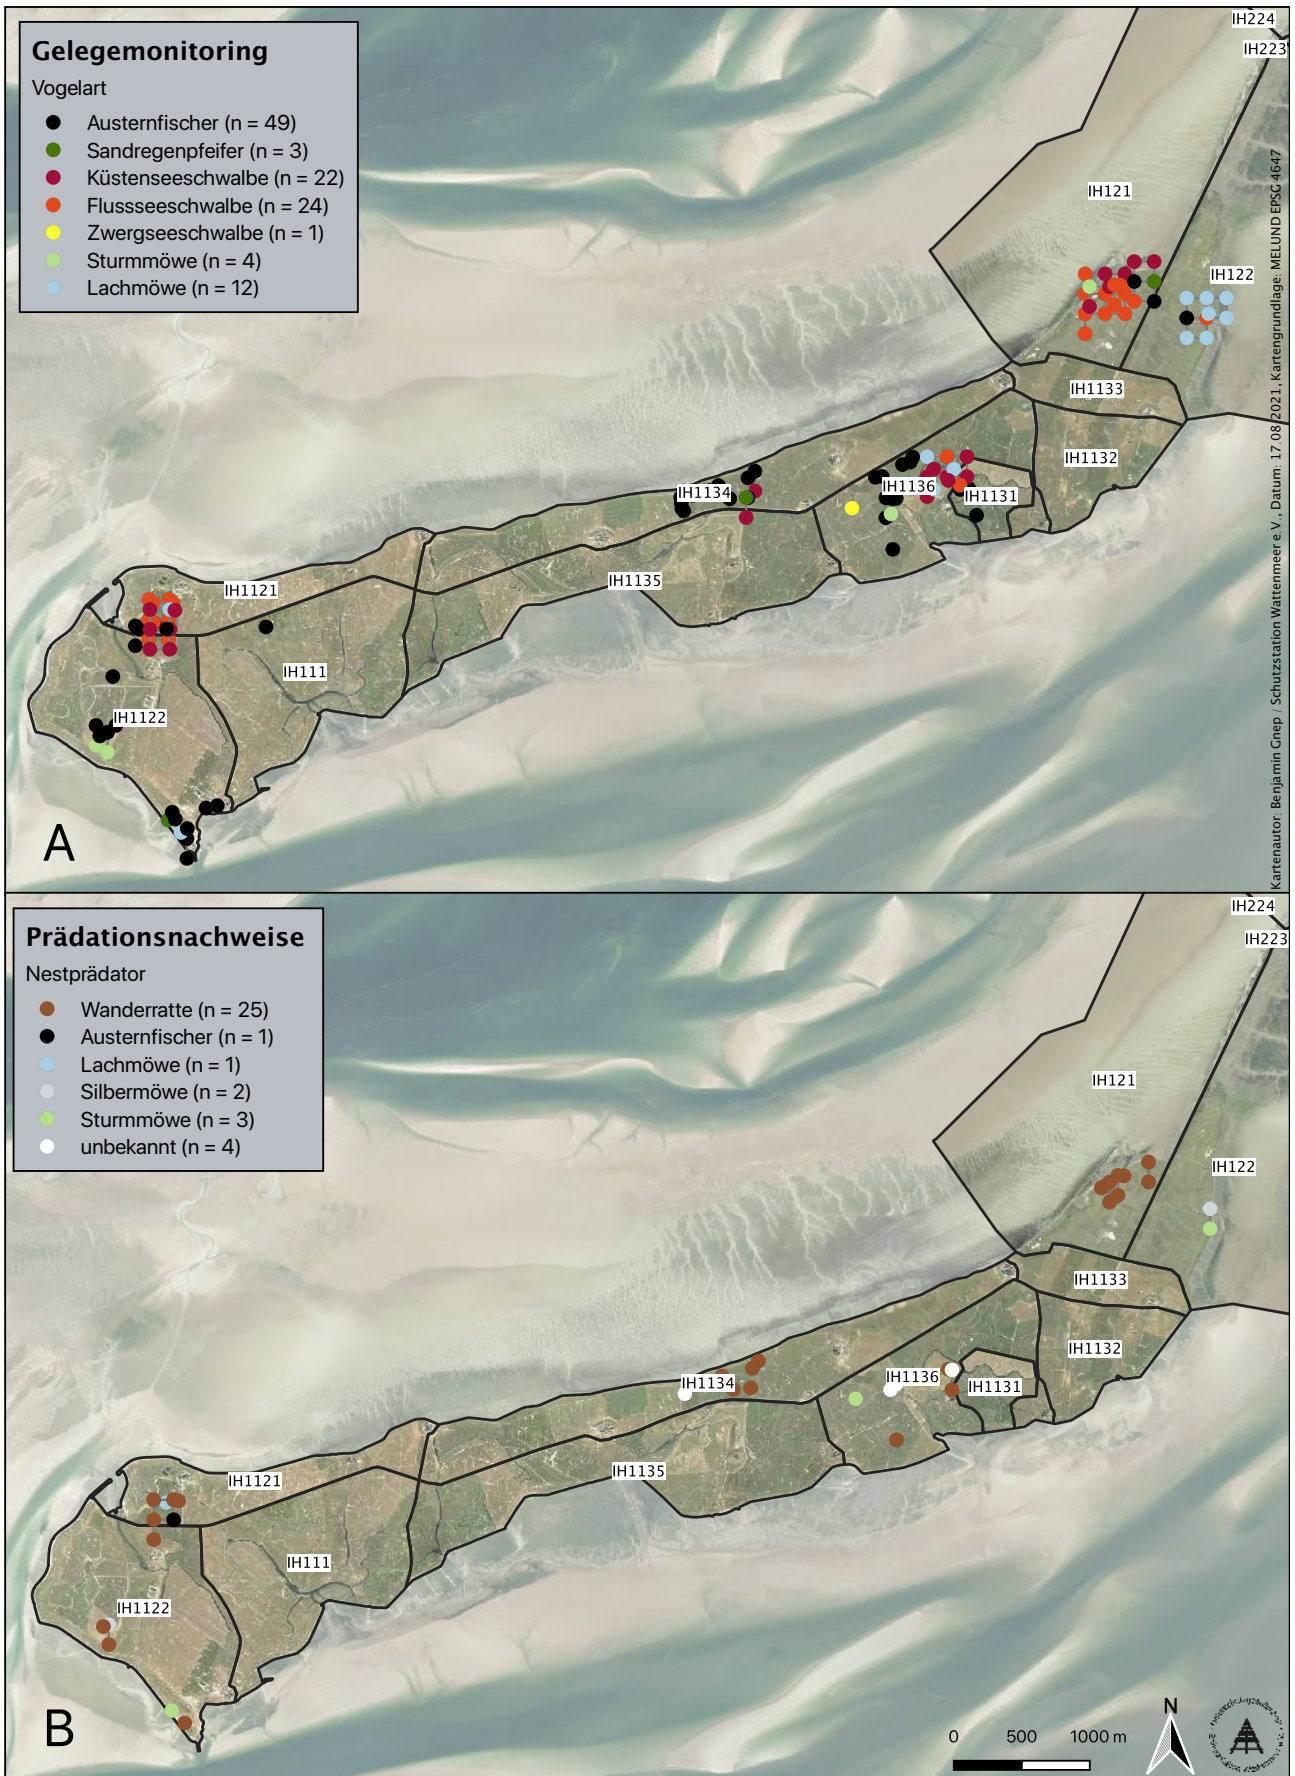 Gelegemonitoring
Vogelart
Austernfischer (n = 49)
Sandregenpfeifer (n = 3)
Küstenseeschwalbe (n = 22)
Flussseeschwalbe (n = 24)
Zwergseeschwalbe (n = 1)
Sturmmöwe (n = 4)
Lachmöwe (n = 12)
IH224
IH223
IH121
IH122
IH1133
IH1132
IH1136
IH1131
IH1134
IH1135
IH1121
IH111
IH1122
A
Kartenautor: Benjamin Gnep / Schutzstation Wattenmeer e.V., Datum: 17.08.2021, Kartengrundlage: MELUND EPSG 4647
Prädationsnachweise
Nestprädator
Wanderratte (n = 25)
Austernfischer (n = 1)
Lachmöwe (n = 1)
Silbermöwe (n = 2)
Sturmmöwe (n = 3)
unbekannt (n = 4)
IH224
IH223
IH121
IH122
IH1133
IH1132
IH1136
IH1131
IH1134
IH1135
IH1121
IH111
IH1122
B
0 500 1000 m
N